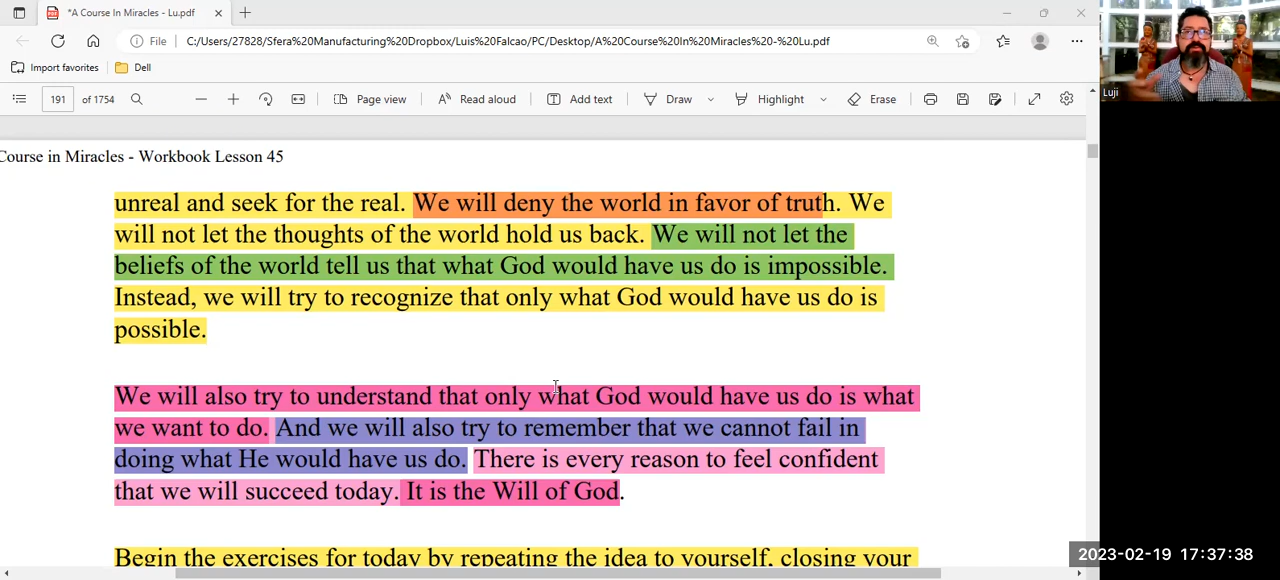 *A Course In Miracles - Lu.pdf
File
C:/Users/27828/Sfera%20Manufacturing%20Dropbox/Luis%20Falcao/PC/Desktop/A%20Course%20In%20Miracles%20-%20Lu.pdf
Import favorites
Dell
191 of 1754
Page view
Read aloud
Add text
Draw
Highlight
Erase
Luji
Course in Miracles - Workbook Lesson 45
unreal and seek for the real. We will deny the world in favor of truth. We
will not let the thoughts of the world hold us back. We will not let the
beliefs of the world tell us that what God would have us do is impossible.
Instead, we will try to recognize that only what God would have us do is
possible.
We will also try to understand that only what God would have us do is what
we want to do. And we will also try to remember that we cannot fail in
doing what He would have us do. There is every reason to feel confident
that we will succeed today. It is the Will of God.
Begin the exercises for today by repeating the idea to yourself, closing your
2023-02-19 17:37:38